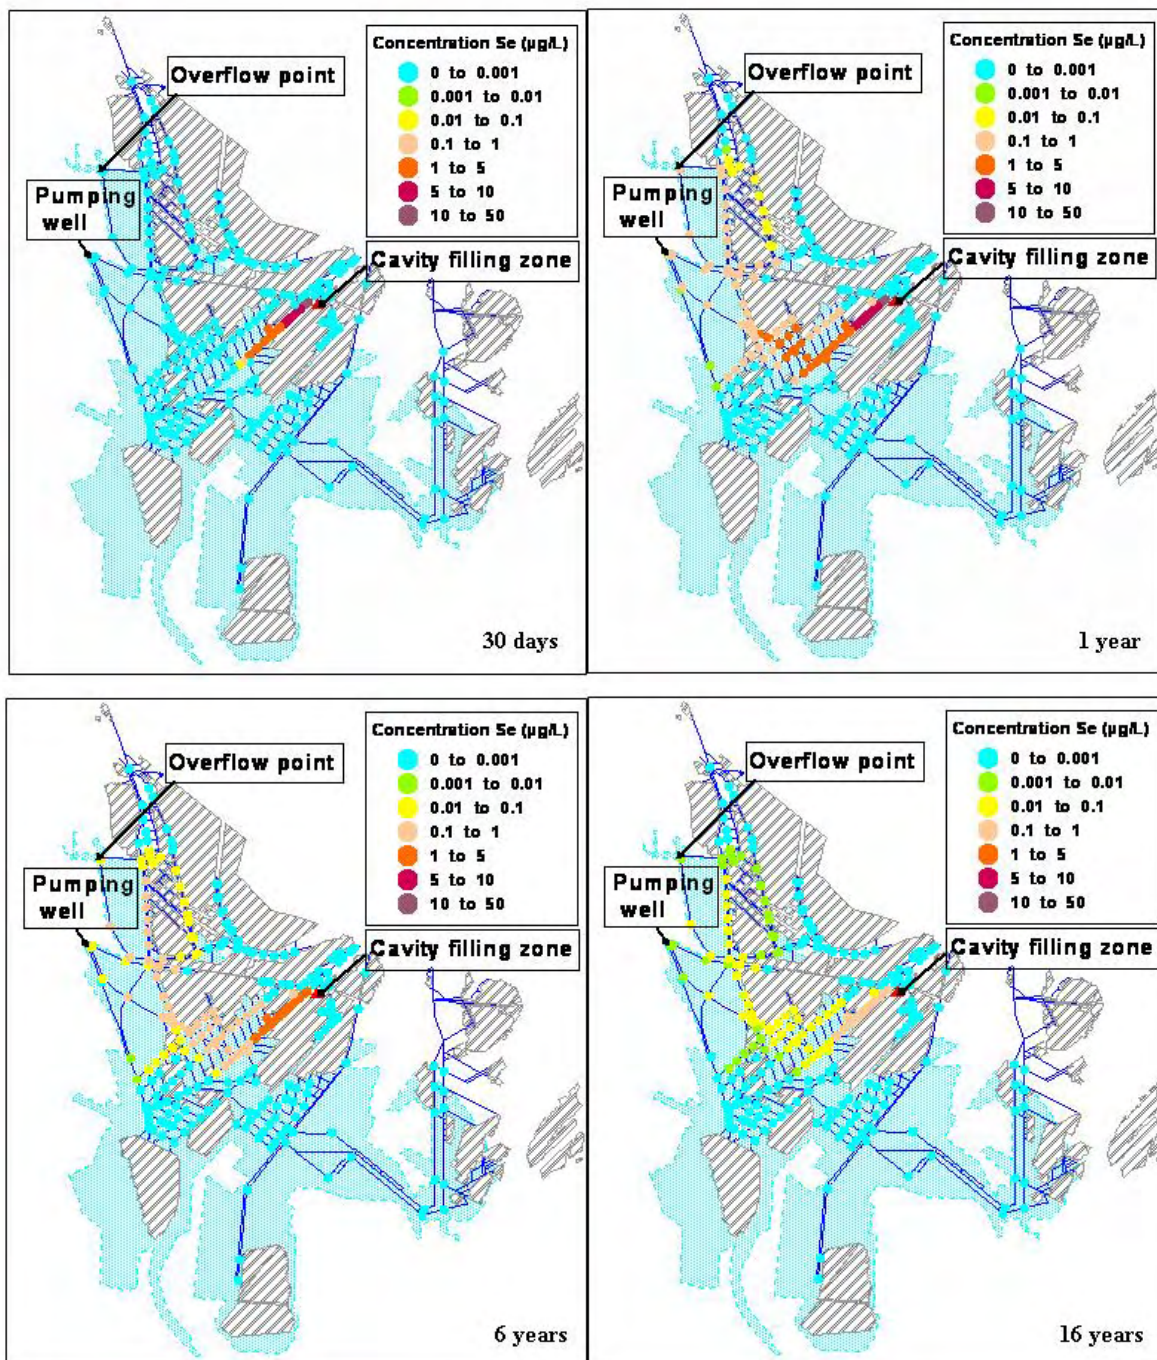 Concentration Se (µg/L)
0 to 0.001
0.001 to 0.01
0.01 to 0.1
0.1 to 1
1 to 5
5 to 10
10 to 50
Overflow point
Pumping
well
Cavity filling zone
30 days
Concentration Se (µg/L)
0 to 0.001
0.001 to 0.01
0.01 to 0.1
0.1 to 1
1 to 5
5 to 10
10 to 50
Overflow point
Pumping
well
Cavity filling zone
1 year
Concentration Se (µg/L)
0 to 0.001
0.001 to 0.01
0.01 to 0.1
0.1 to 1
1 to 5
5 to 10
10 to 50
Overflow point
Pumping
well
Cavity filling zone
6 years
Concentration Se (µg/L)
0 to 0.001
0.001 to 0.01
0.01 to 0.1
0.1 to 1
1 to 5
5 to 10
10 to 50
Overflow point
Pumping
well
Cavity filling zone
16 years